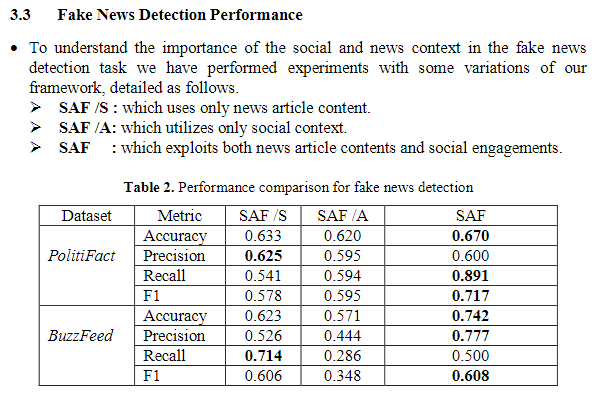 3.3 Fake News Detection Performance
• To understand the importance of the social and news context in the fake news
detection task we have performed experiments with some variations of our
framework, detailed as follows.
➢ SAF /S : which uses only news article content.
➢ SAF /A: which utilizes only social context.
➢ SAF : which exploits both news article contents and social engagements.
Table 2. Performance comparison for fake news detection
Dataset Metric SAF /S SAF /A SAF
Accuracy 0.633 0.620 0.670
PolitiFact Precision 0.625 0.595 0.600
Recall 0.541 0.594 0.891
F1 0.578 0.595 0.717
Accuracy 0.623 0.571 0.742
BuzzFeed Precision 0.526 0.444 0.777
Recall 0.714 0.286 0.500
F1 0.606 0.348 0.608